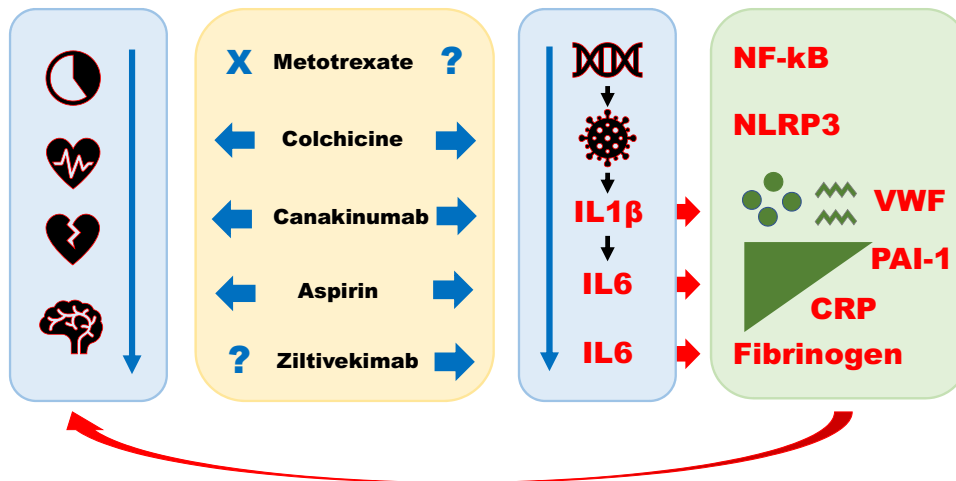 X Metotrexate ?
Colchicine
Canakinumab
Aspirin
? Ziltivekimab
IL1β
IL6
IL6
NF-kB
NLRP3
VWF
PAI-1
CRP
Fibrinogen